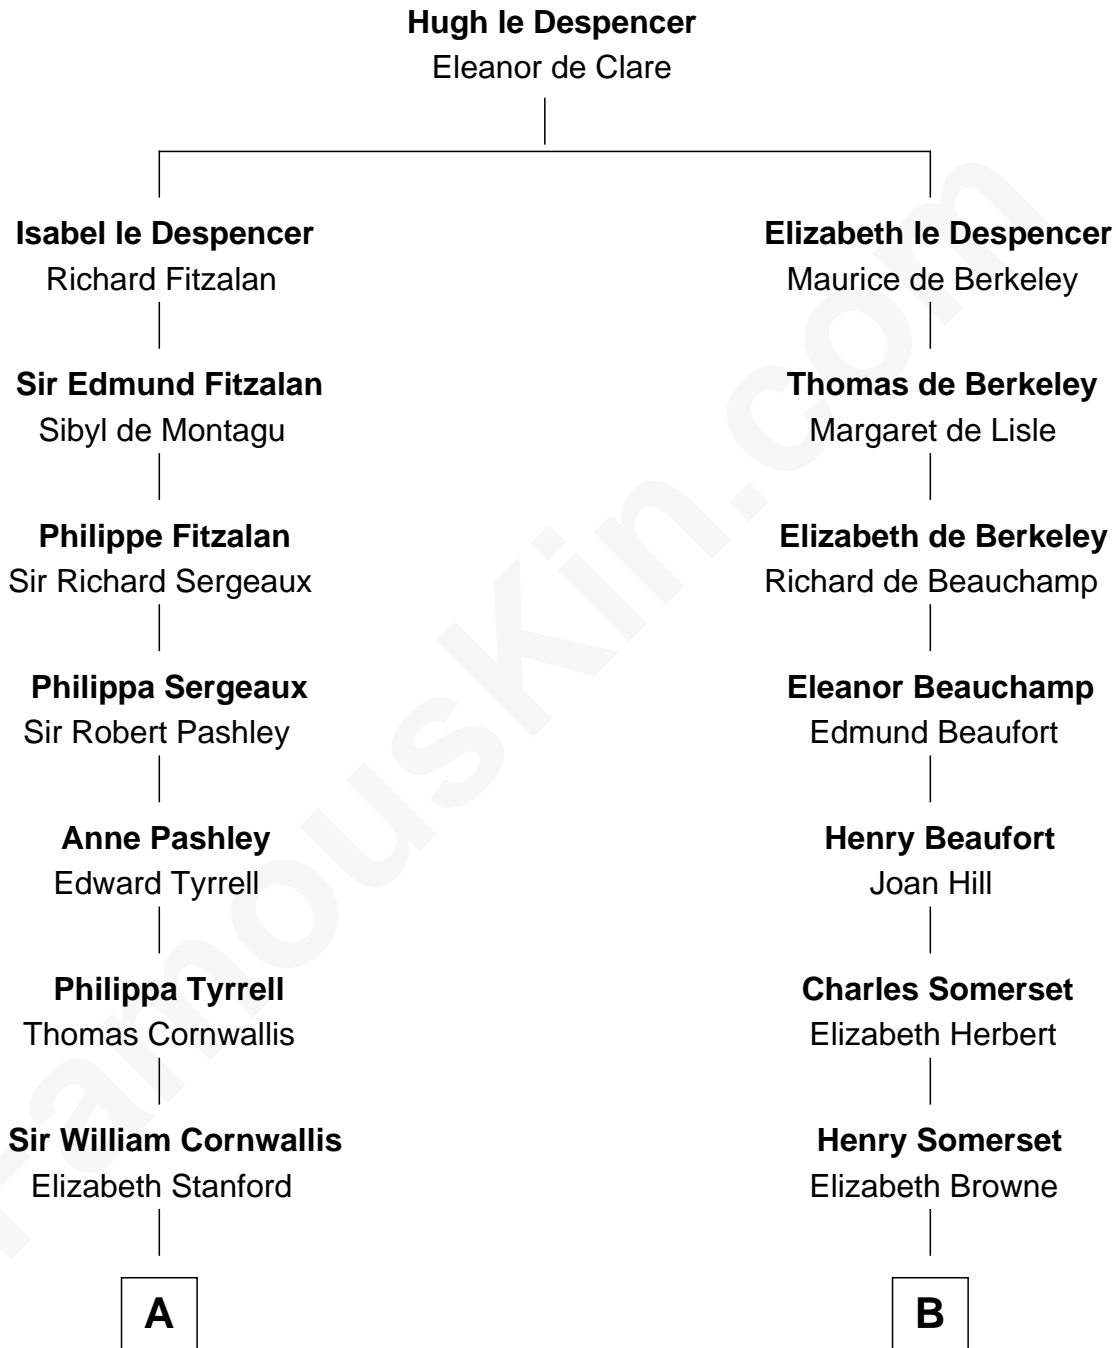 Hugh le Despencer
Eleanor de Clare
Isabel le Despencer
Richard Fitzalan
Elizabeth le Despencer
Maurice de Berkeley
Sir Edmund Fitzalan
Sibyl de Montagu
Thomas de Berkeley
Margaret de Lisle
Philippe Fitzalan
Sir Richard Sergeaux
Elizabeth de Berkeley
Richard de Beauchamp
Philippa Sergeaux
Sir Robert Pashley
Eleanor Beauchamp
Edmund Beaufort
Anne Pashley
Edward Tyrrell
Henry Beaufort
Joan Hill
Philippa Tyrrell
Thomas Cornwallis
Charles Somerset
Elizabeth Herbert
Sir William Cornwallis
Elizabeth Stanford
Henry Somerset
Elizabeth Browne
A
B
FamousKin.com